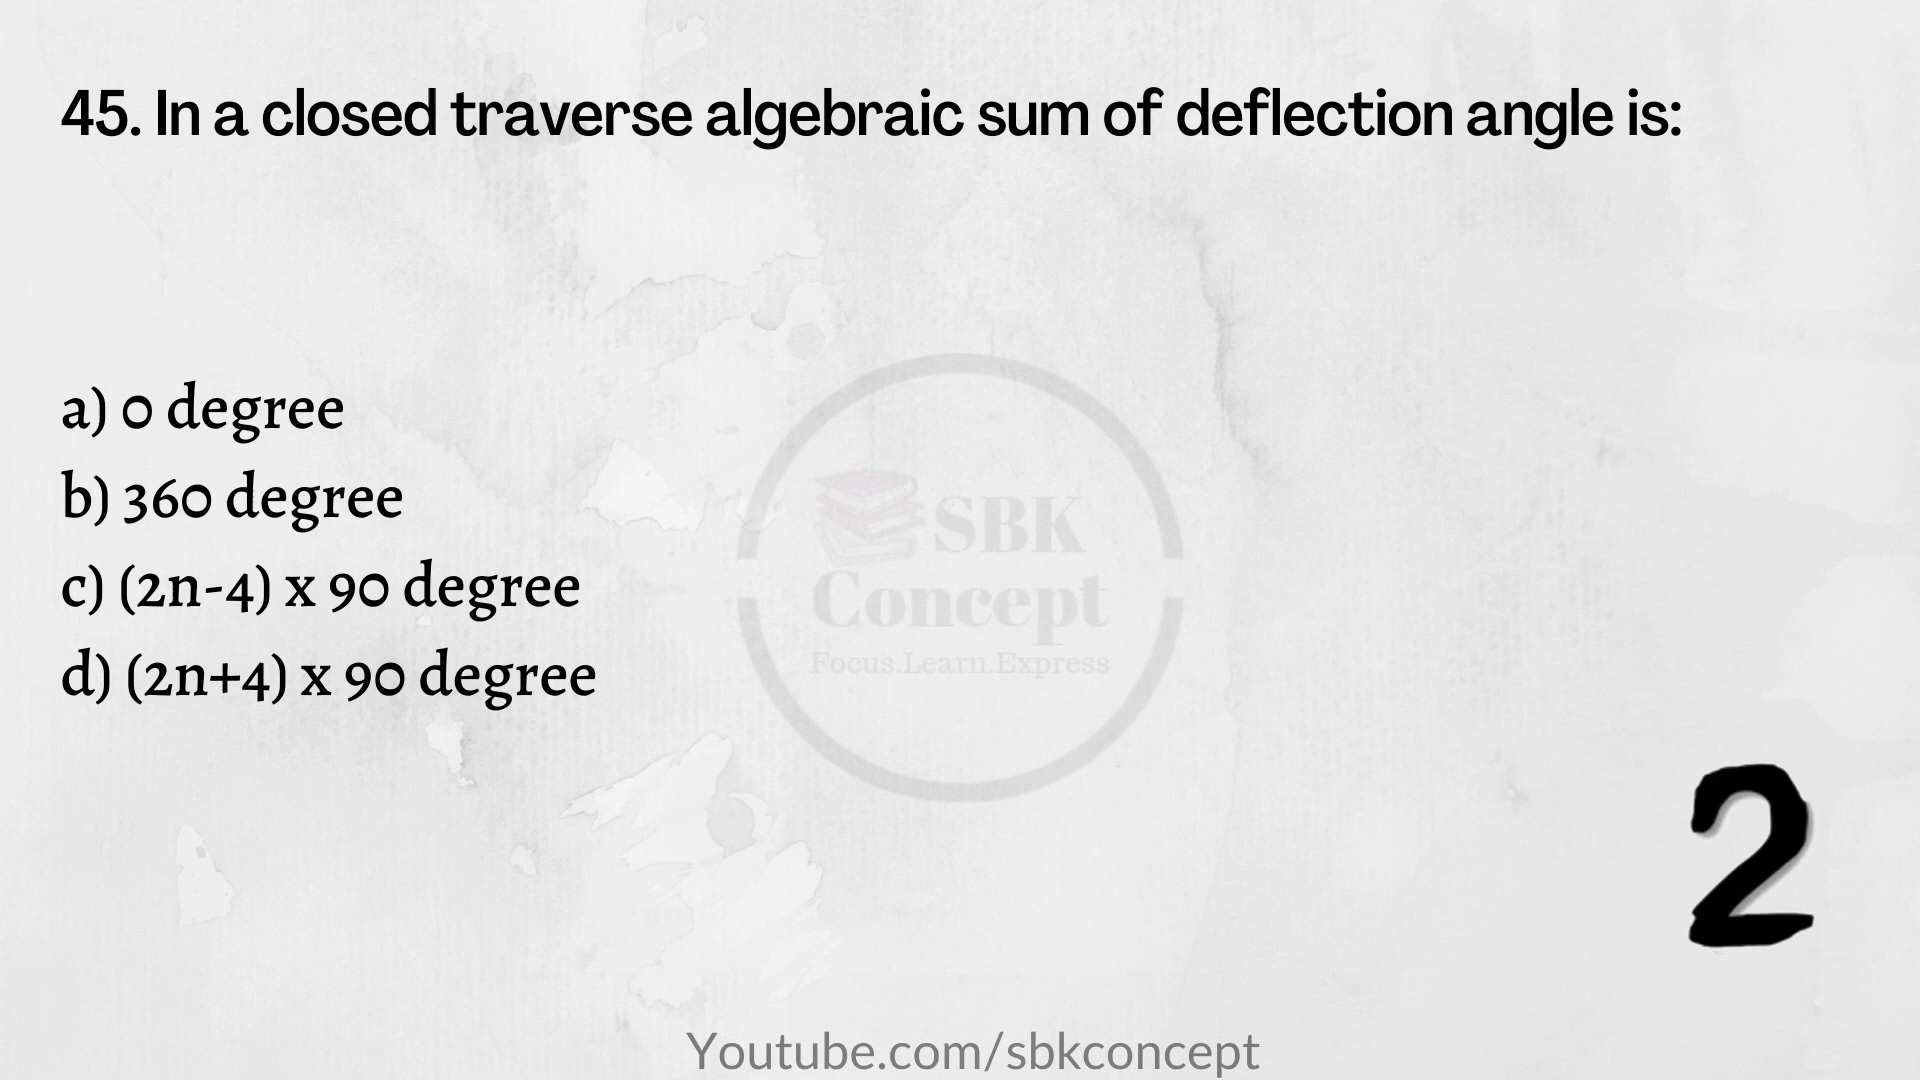 45. In a closed traverse algebraic sum of deflection angle is:
a) 0 degree
b) 360 degree
c) (2n-4) x 90 degree
d) (2n+4) x 90 degree
SBK
Concept
Focus.Learn.Express
2
Youtube.com/sbkconcept